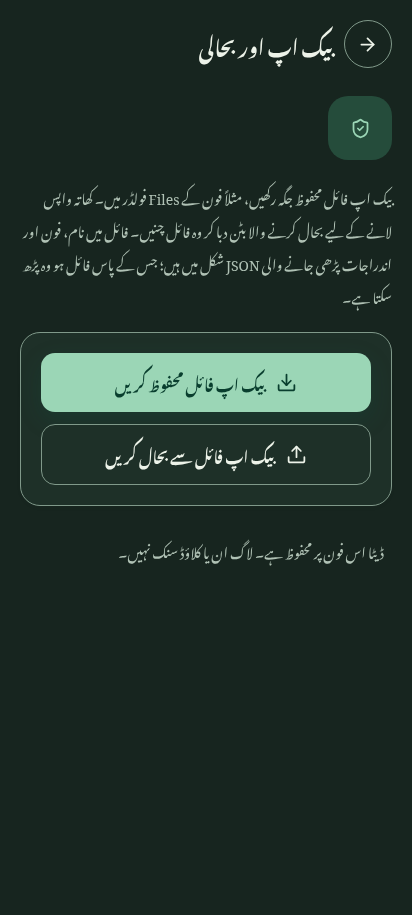 بیک اپ اور بحالی
بیک اپ فائل محفوظ جگہ رکھیں، مثلاً فون کے Files فولڈر میں۔ کھاتہ واپس
لانے کے لیے بحال کرنے والا بٹن دبا کر وہ فائل چنیں۔ فائل میں نام، فون اور
اندراجات پڑھی جانے والی JSON شکل میں ہیں؛ جس کے پاس فائل ہو وہ پڑھ
سکتا ہے۔
بیک اپ فائل محفوظ کریں
بیک اپ فائل سے بحال کریں
ڈیٹا اس فون پر محفوظ ہے۔ لاگ ان یا کلاؤڈ سنک نہیں۔